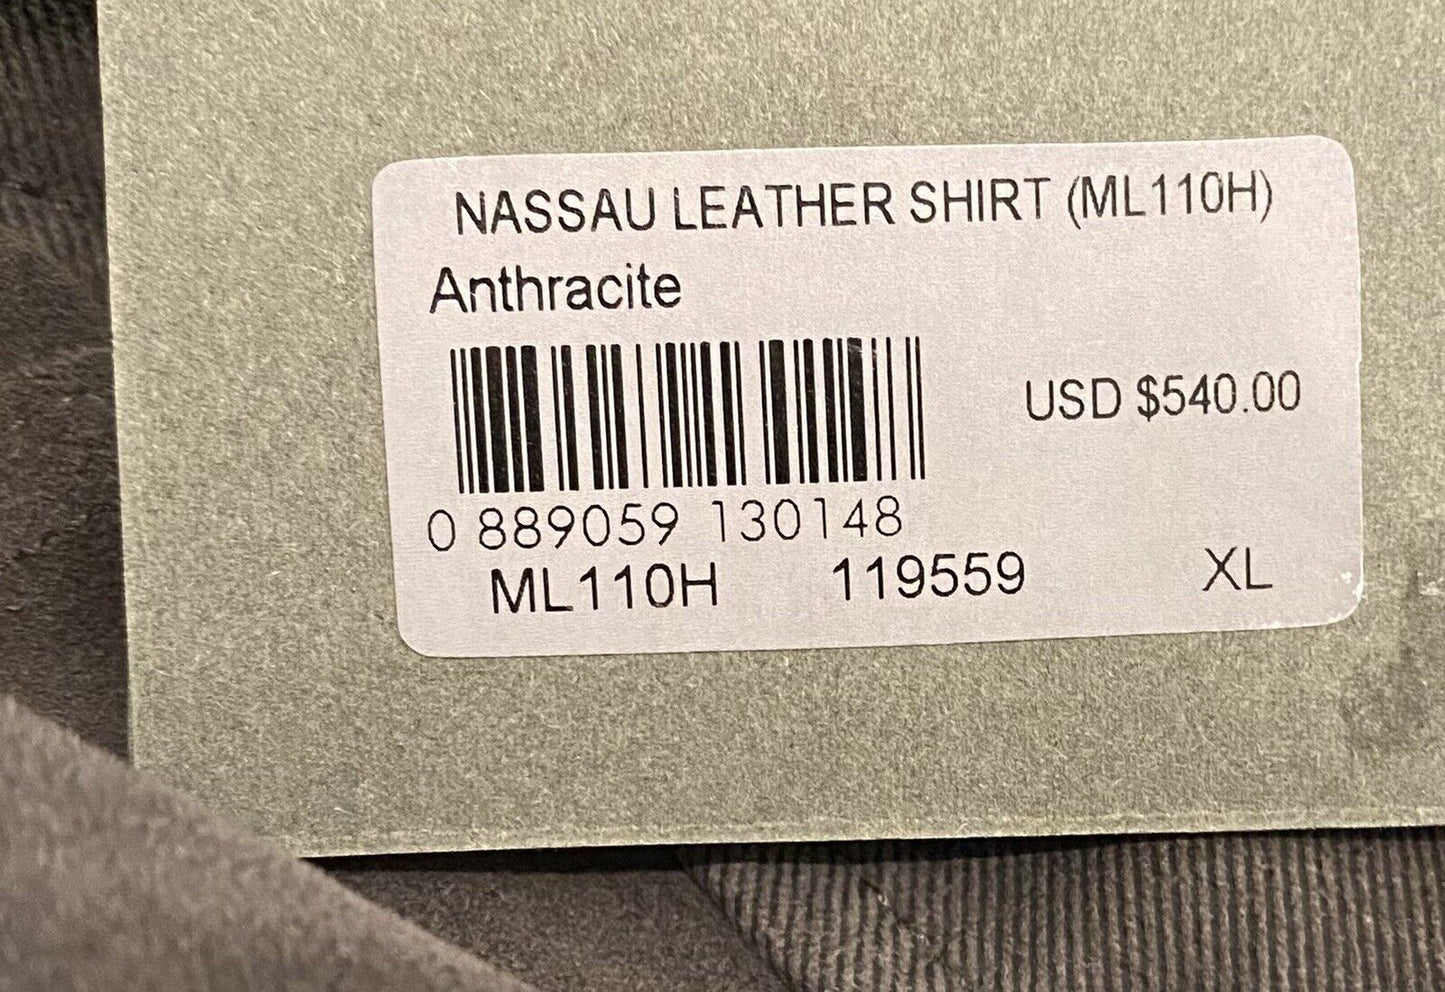 NASSAU LEATHER SHIRT (ML110H)
Anthracite
USD $540.00
0 889059 130148
ML110H 119559 XL